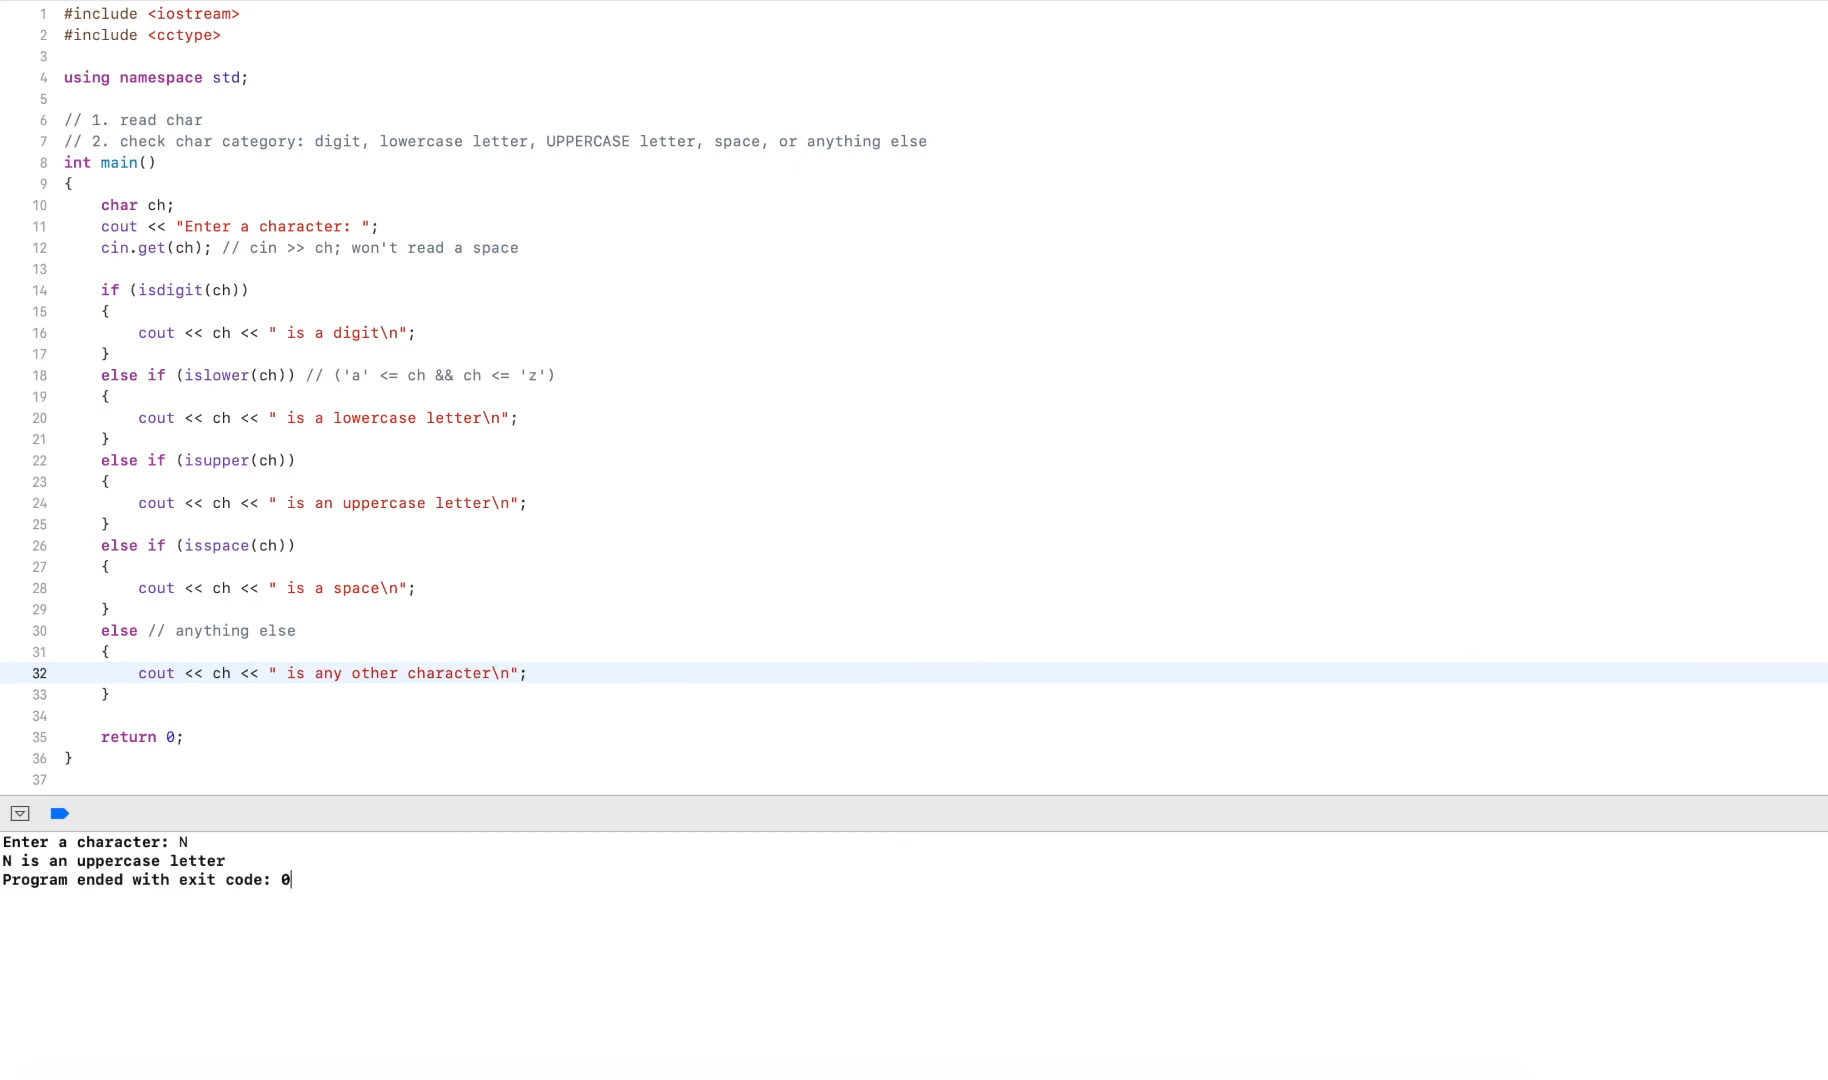 1 #include <iostream>
2 #include <cctype>
3
4 using namespace std;
5
6 // 1. read char
7 // 2. check char category: digit, lowercase letter, UPPERCASE letter, space, or anything else
8 int main()
9 {
10     char ch;
11     cout << "Enter a character: ";
12     cin.get(ch); // cin >> ch; won't read a space
13
14     if (isdigit(ch))
15     {
16         cout << ch << " is a digit\n";
17     }
18     else if (islower(ch)) // ('a' <= ch && ch <= 'z')
19     {
20         cout << ch << " is a lowercase letter\n";
21     }
22     else if (isupper(ch))
23     {
24         cout << ch << " is an uppercase letter\n";
25     }
26     else if (isspace(ch))
27     {
28         cout << ch << " is a space\n";
29     }
30     else // anything else
31     {
32         cout << ch << " is any other character\n";
33     }
34
35     return 0;
36 }
37
Enter a character: N
N is an uppercase letter
Program ended with exit code: 0